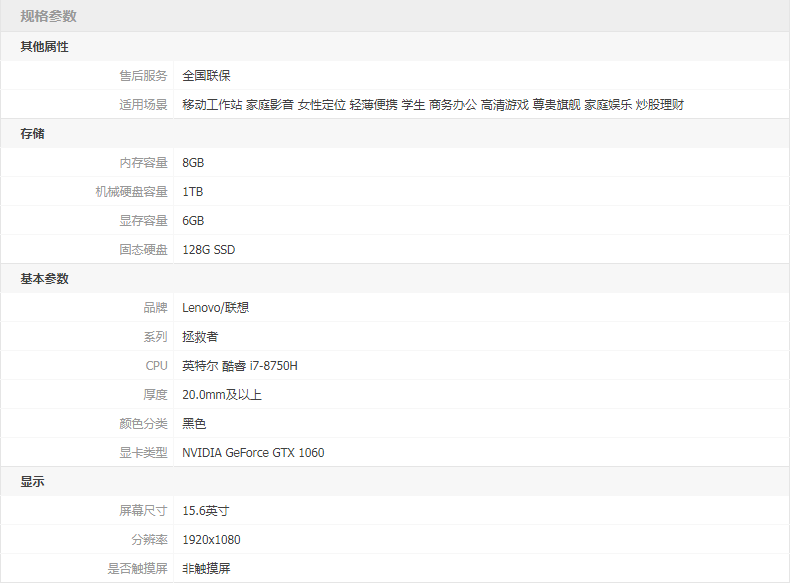 规格参数
其他属性
售后服务 全国联保
适用场景 移动工作站 家庭影音 女性定位 轻薄便携 学生 商务办公 高清游戏 尊贵旗舰 家庭娱乐 炒股理财
存储
内存容量 8GB
机械硬盘容量 1TB
显存容量 6GB
固态硬盘 128G SSD
基本参数
品牌 Lenovo/联想
系列 拯救者
CPU 英特尔 酷睿 i7-8750H
厚度 20.0mm及以上
颜色分类 黑色
显卡类型 NVIDIA GeForce GTX 1060
显示
屏幕尺寸 15.6英寸
分辨率 1920x1080
是否触摸屏 非触摸屏